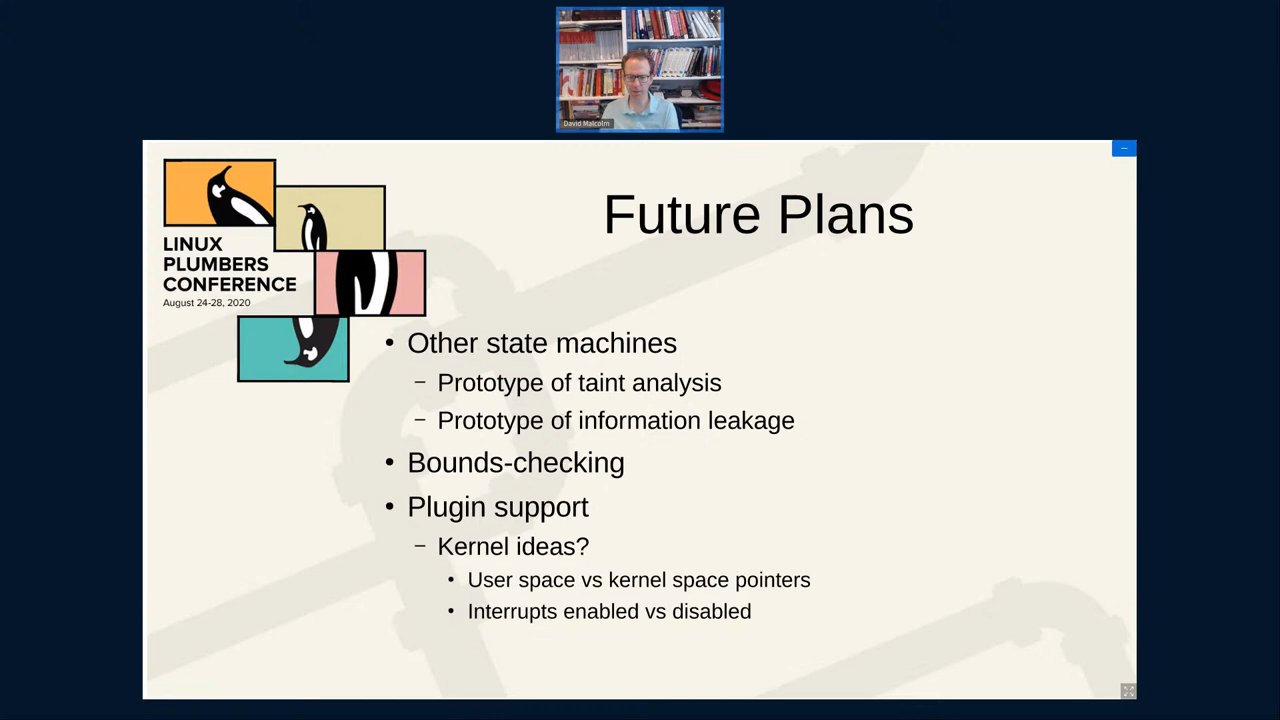 David Malcolm
LINUX
PLUMBERS
CONFERENCE
August 24-28, 2020
Future Plans
• Other state machines
– Prototype of taint analysis
– Prototype of information leakage
• Bounds-checking
• Plugin support
– Kernel ideas?
• User space vs kernel space pointers
• Interrupts enabled vs disabled